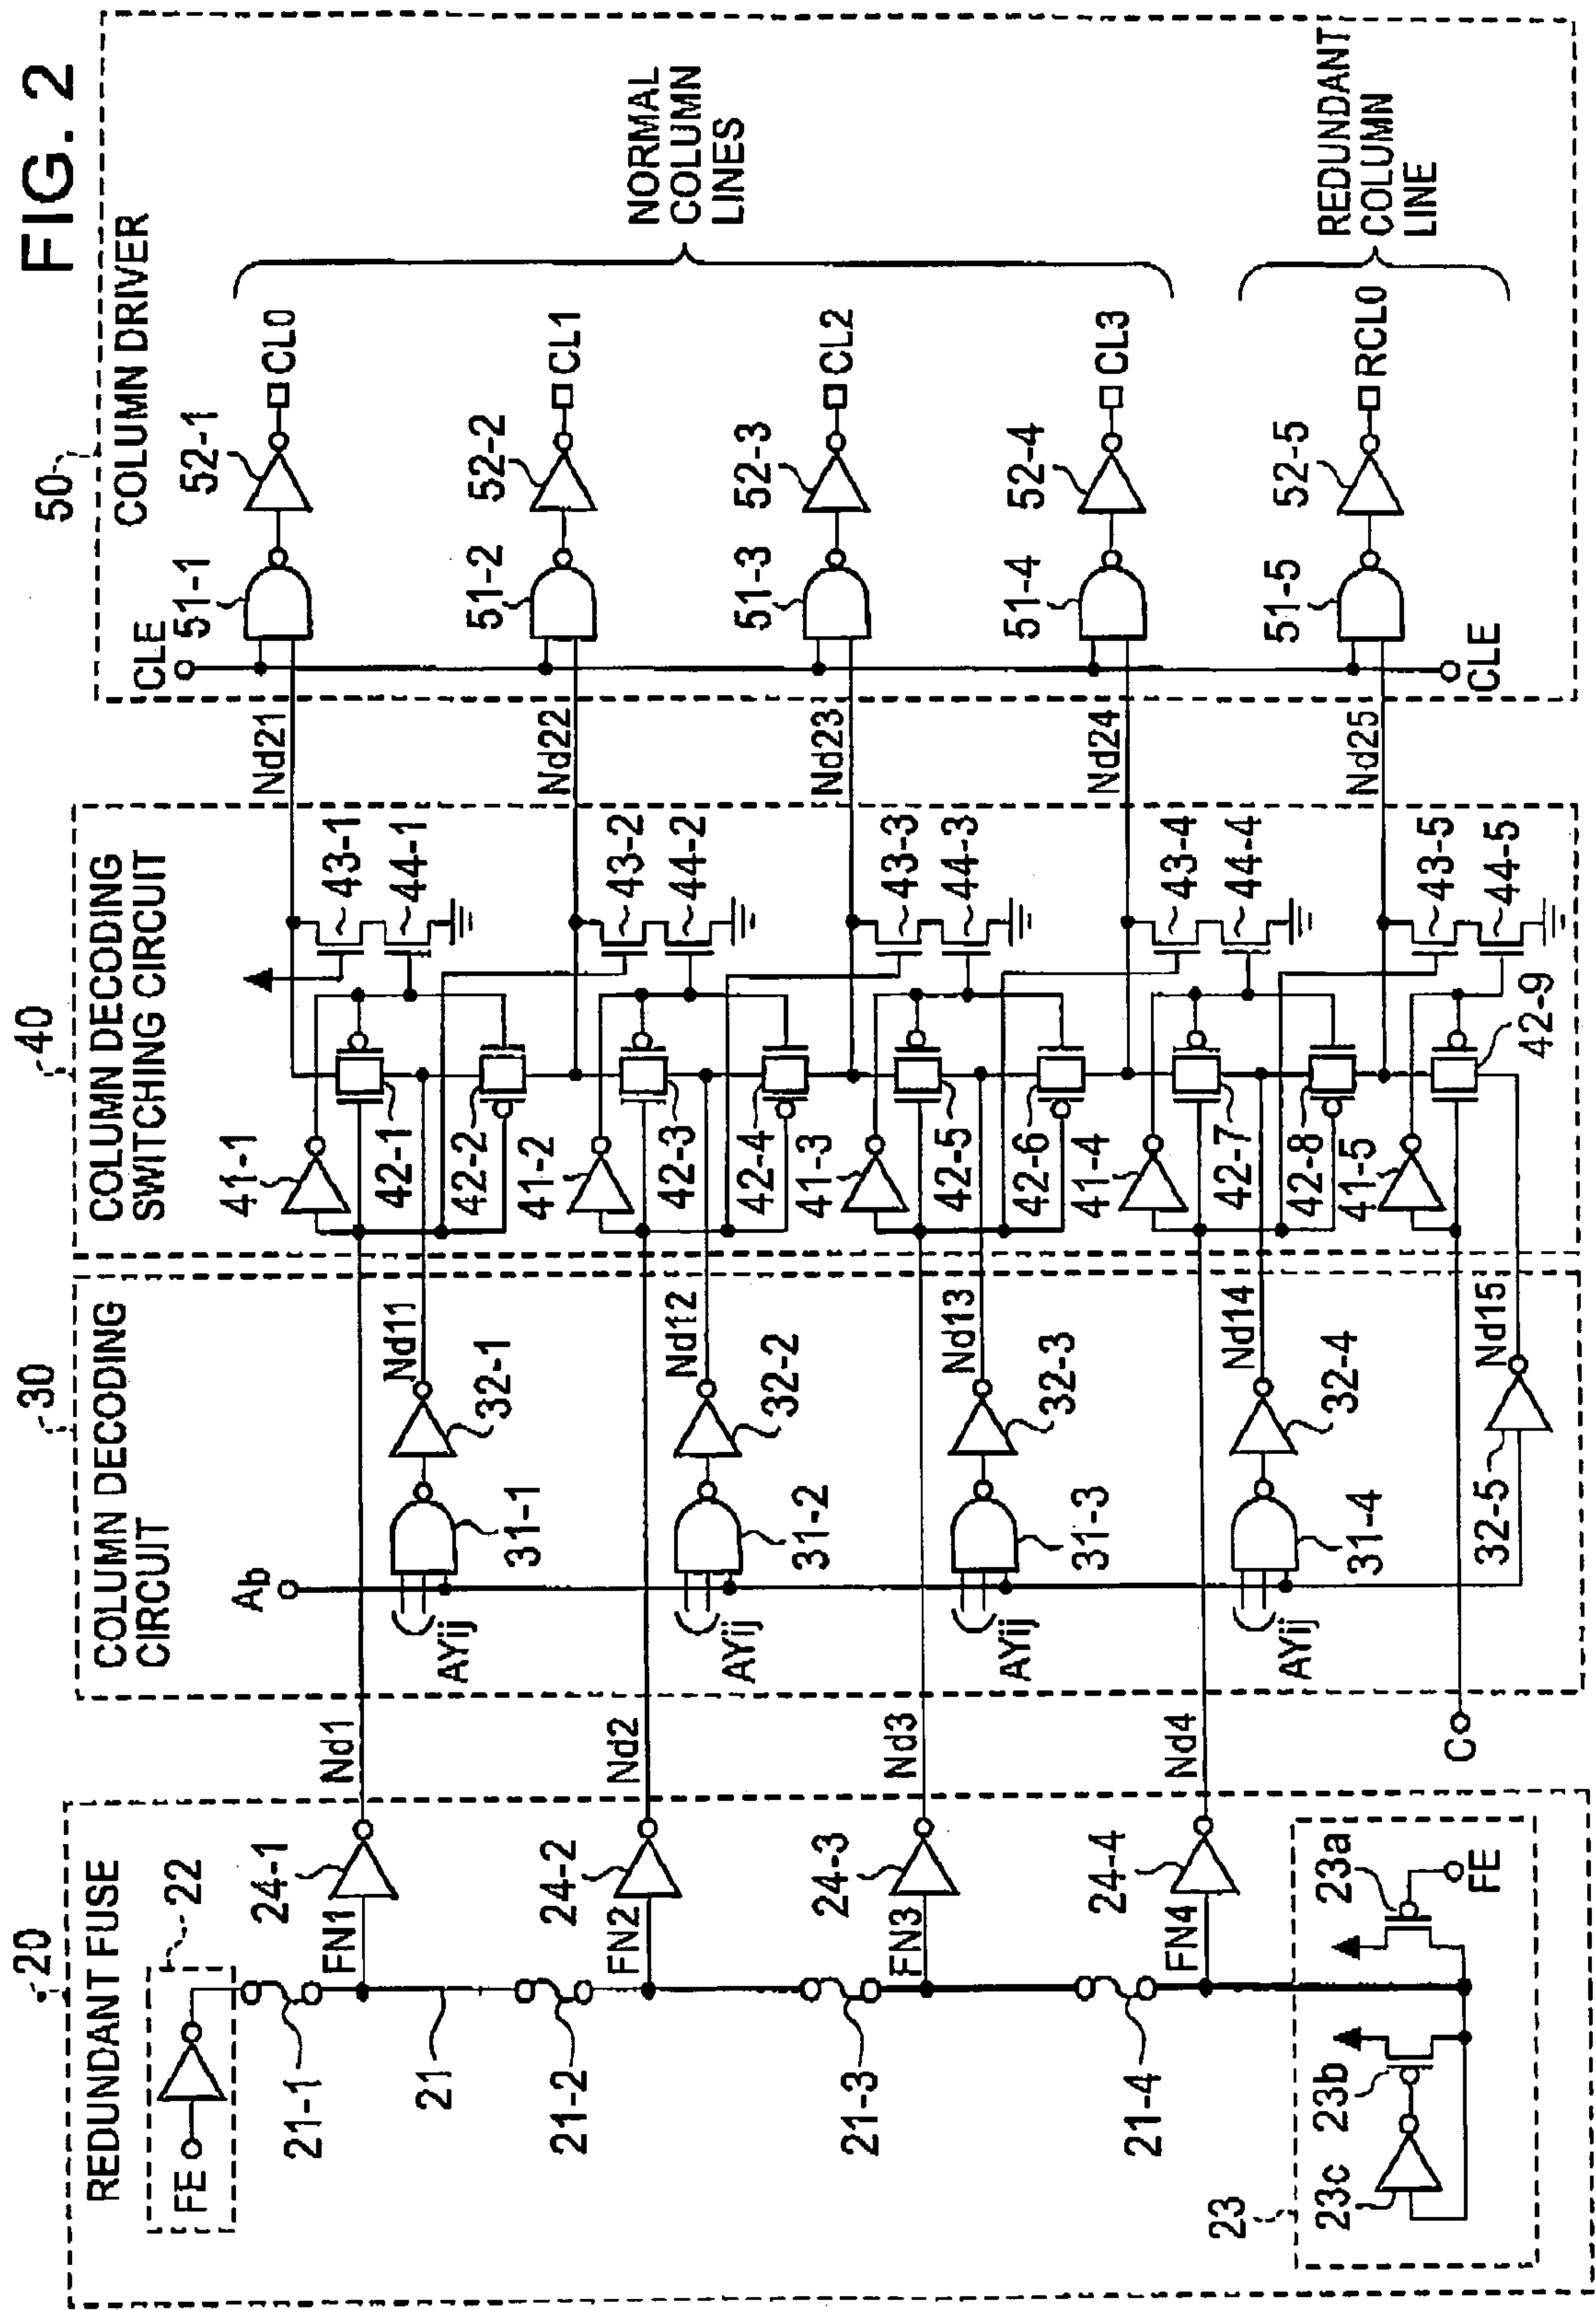 FIG. 2
20
REDUNDANT FUSE
22
FE
21-1
FN1
24-1
21
21-2
FN2
24-2
21-3
FN3
24-3
21-4
FN4
24-4
23
23c
23b
23a
FE
Nd1
Nd2
Nd3
Nd4
C
30
COLUMN DECODING
CIRCUIT
Ab
AYij
31-1
32-1
Nd11
AYij
31-2
32-2
Nd12
AYij
31-3
32-3
Nd13
AYij
31-4
32-4
Nd14
32-5
Nd15
40
COLUMN DECODING
SWITCHING CIRCUIT
41-1
42-1
43-1
44-1
42-2
41-2
42-3
43-2
44-2
42-4
41-3
42-5
43-3
44-3
42-6
41-4
42-7
43-4
44-4
42-8
41-5
42-9
43-5
44-5
Nd21
Nd22
Nd23
Nd24
Nd25
50
COLUMN DRIVER
CLE
51-1
52-1
CL0
51-2
52-2
CL1
51-3
52-3
CL2
51-4
52-4
CL3
51-5
52-5
RCL0
CLE
NORMAL
COLUMN
LINES
REDUNDANT
COLUMN
LINE